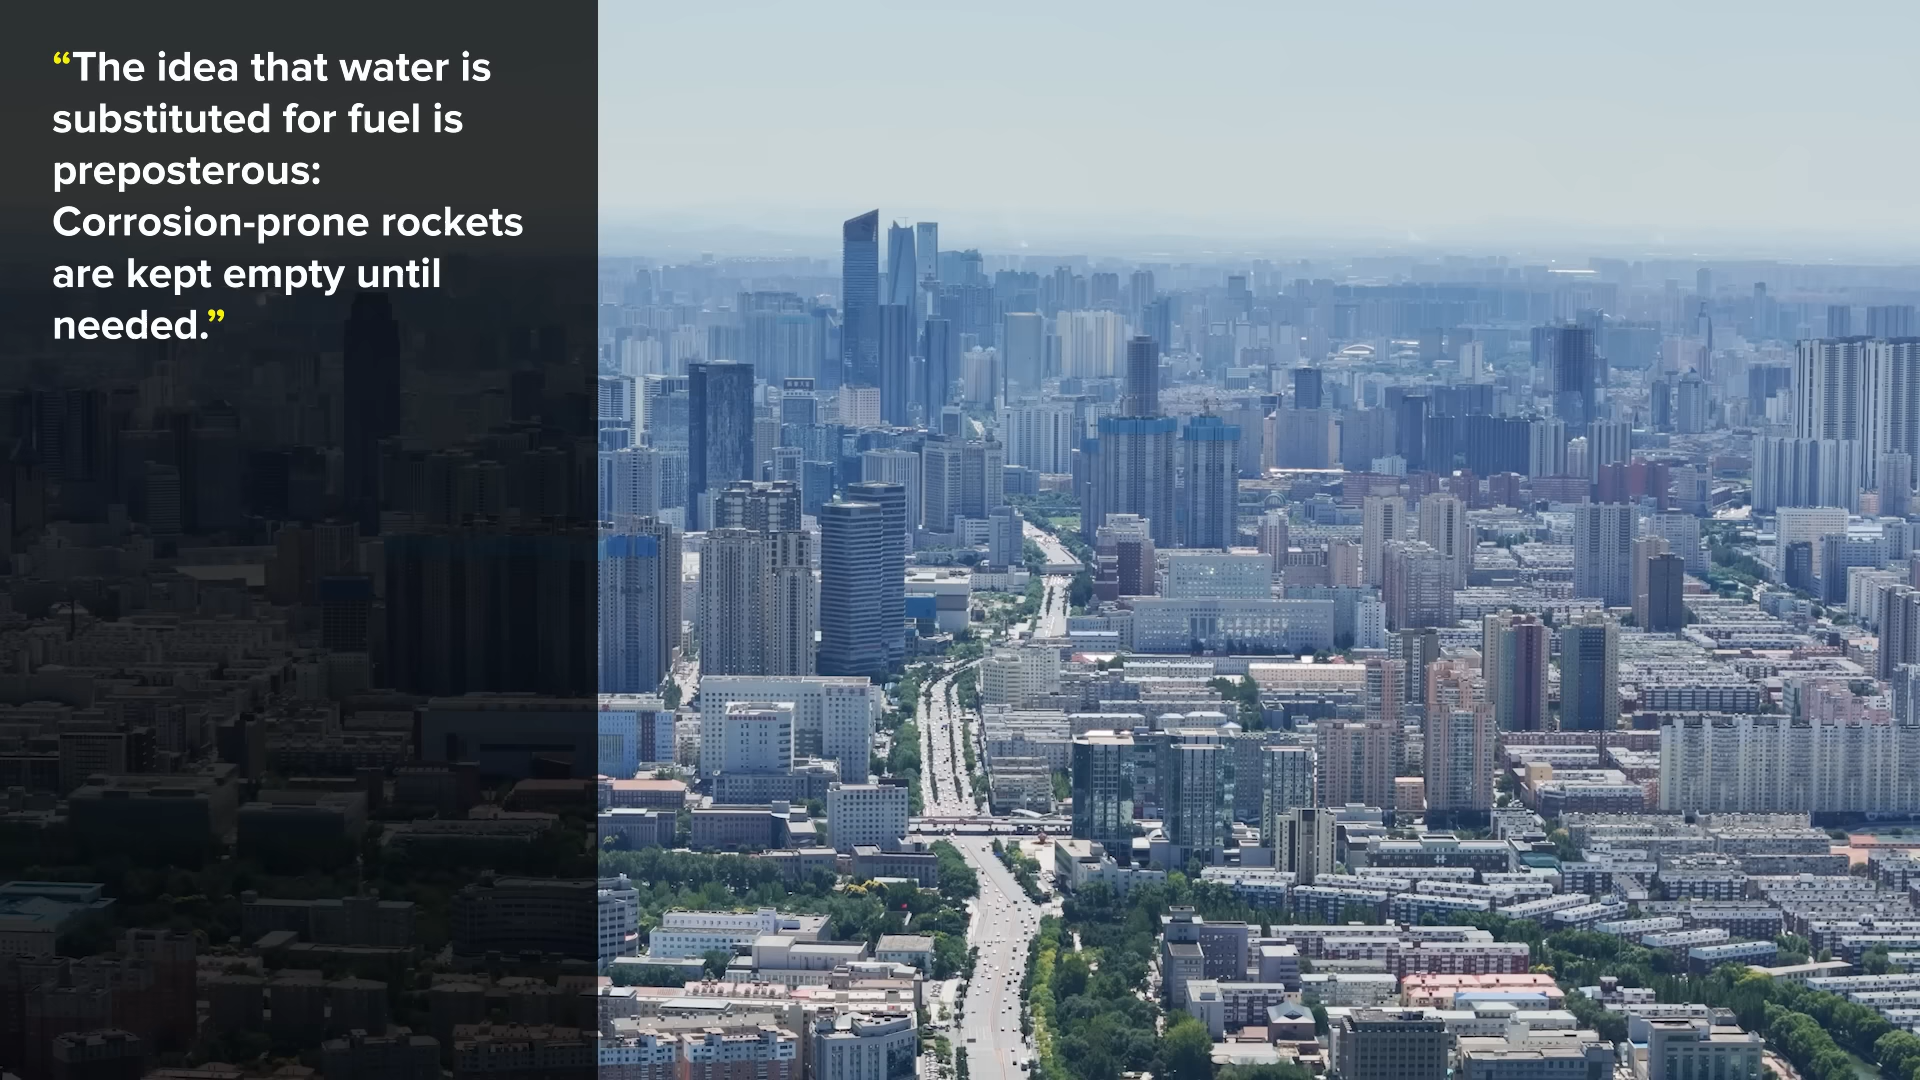 “The idea that water is
substituted for fuel is
preposterous:
Corrosion-prone rockets
are kept empty until
needed.”